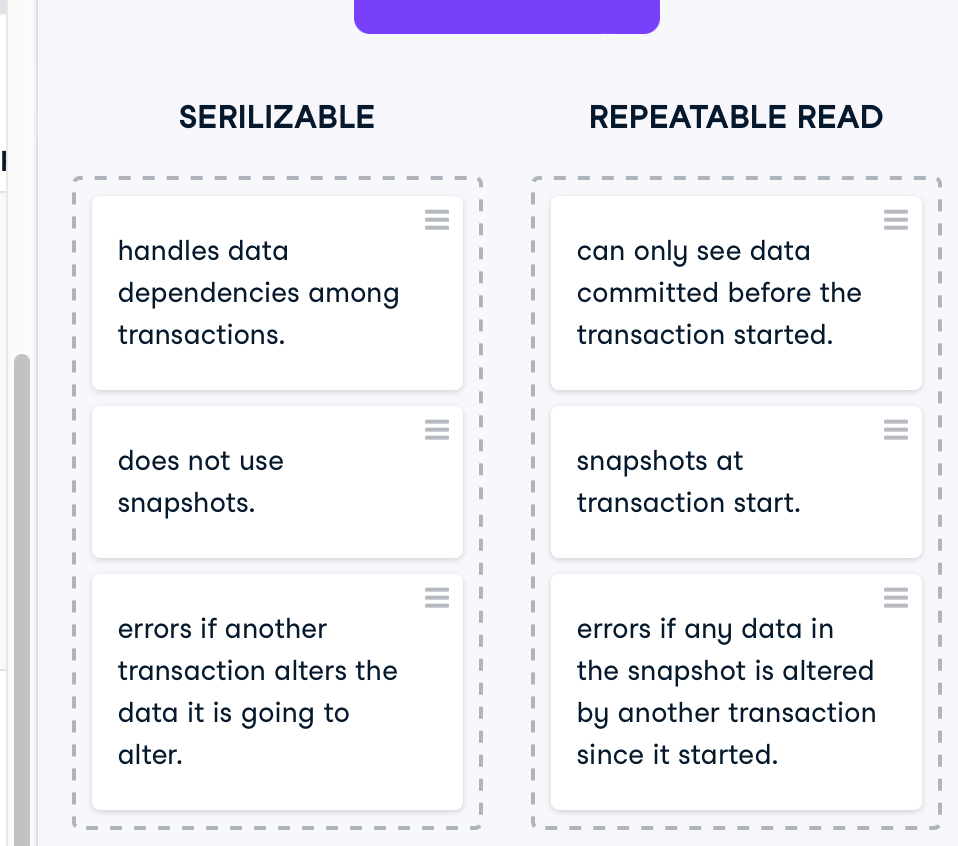 SERILIZABLE
handles data
dependencies among
transactions.
does not use
snapshots.
errors if another
transaction alters the
data it is going to
alter.
REPEATABLE READ
can only see data
committed before the
transaction started.
snapshots at
transaction start.
errors if any data in
the snapshot is altered
by another transaction
since it started.